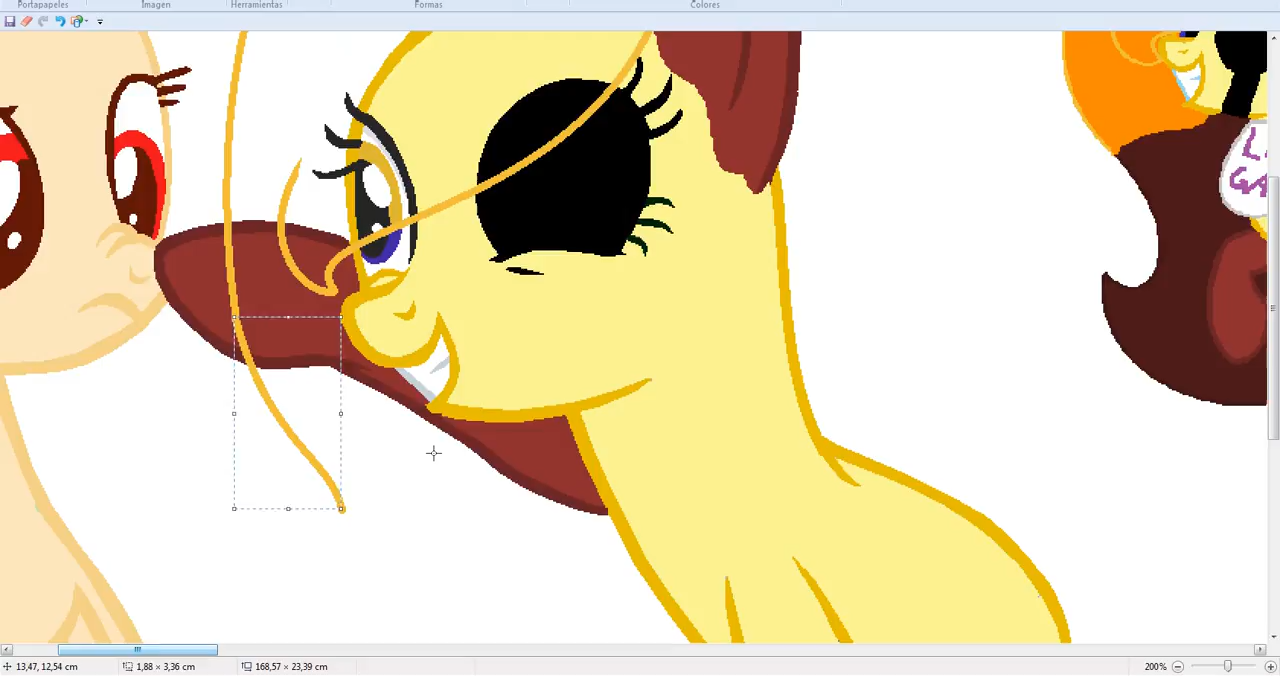 Portapapeles Imagen Herramientas Formas Colores
L
GA
13,47, 12,54 cm 1,88 × 3,36 cm 168,57 × 23,39 cm 200%